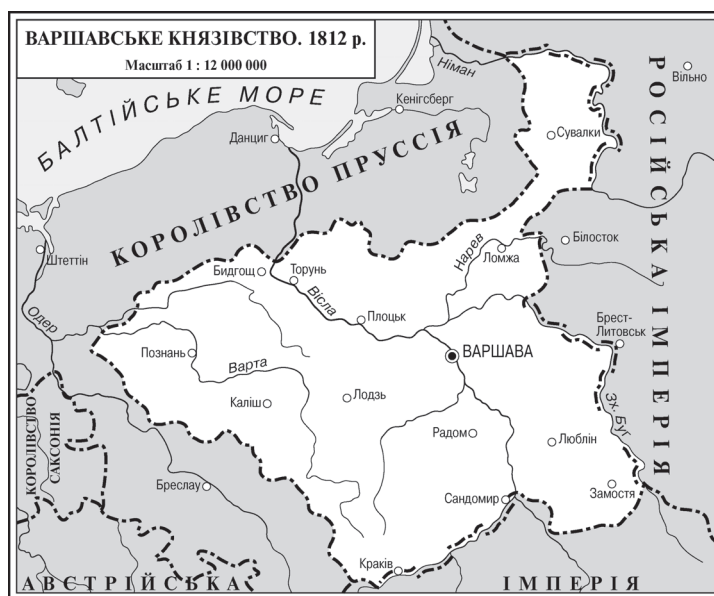 ВАРШАВСЬКЕ КНЯЗІВСТВО. 1812 р.
Масштаб 1 : 12 000 000
БАЛТІЙСЬКЕ МОРЕ
Німан
Вільно
Кенігсберг
Данциг
Сувалки
КОРОЛІВСТВО ПРУССІЯ
РОСІЙСЬКА ІМПЕРІЯ
Штеттін
Білосток
Нарев
Ломжа
Бидгощ
Торунь
Вісла
Одер
Плоцьк
Брест-
Литовськ
Познань
ВАРШАВА
Варта
Каліш
Лодзь
Зх. Буг
КОРОЛІВСТВО
САКСОНІЯ
Радом
Люблін
Бреслау
Замостя
Сандомир
Краків
АВСТРІЙСЬКА ІМПЕРІЯ